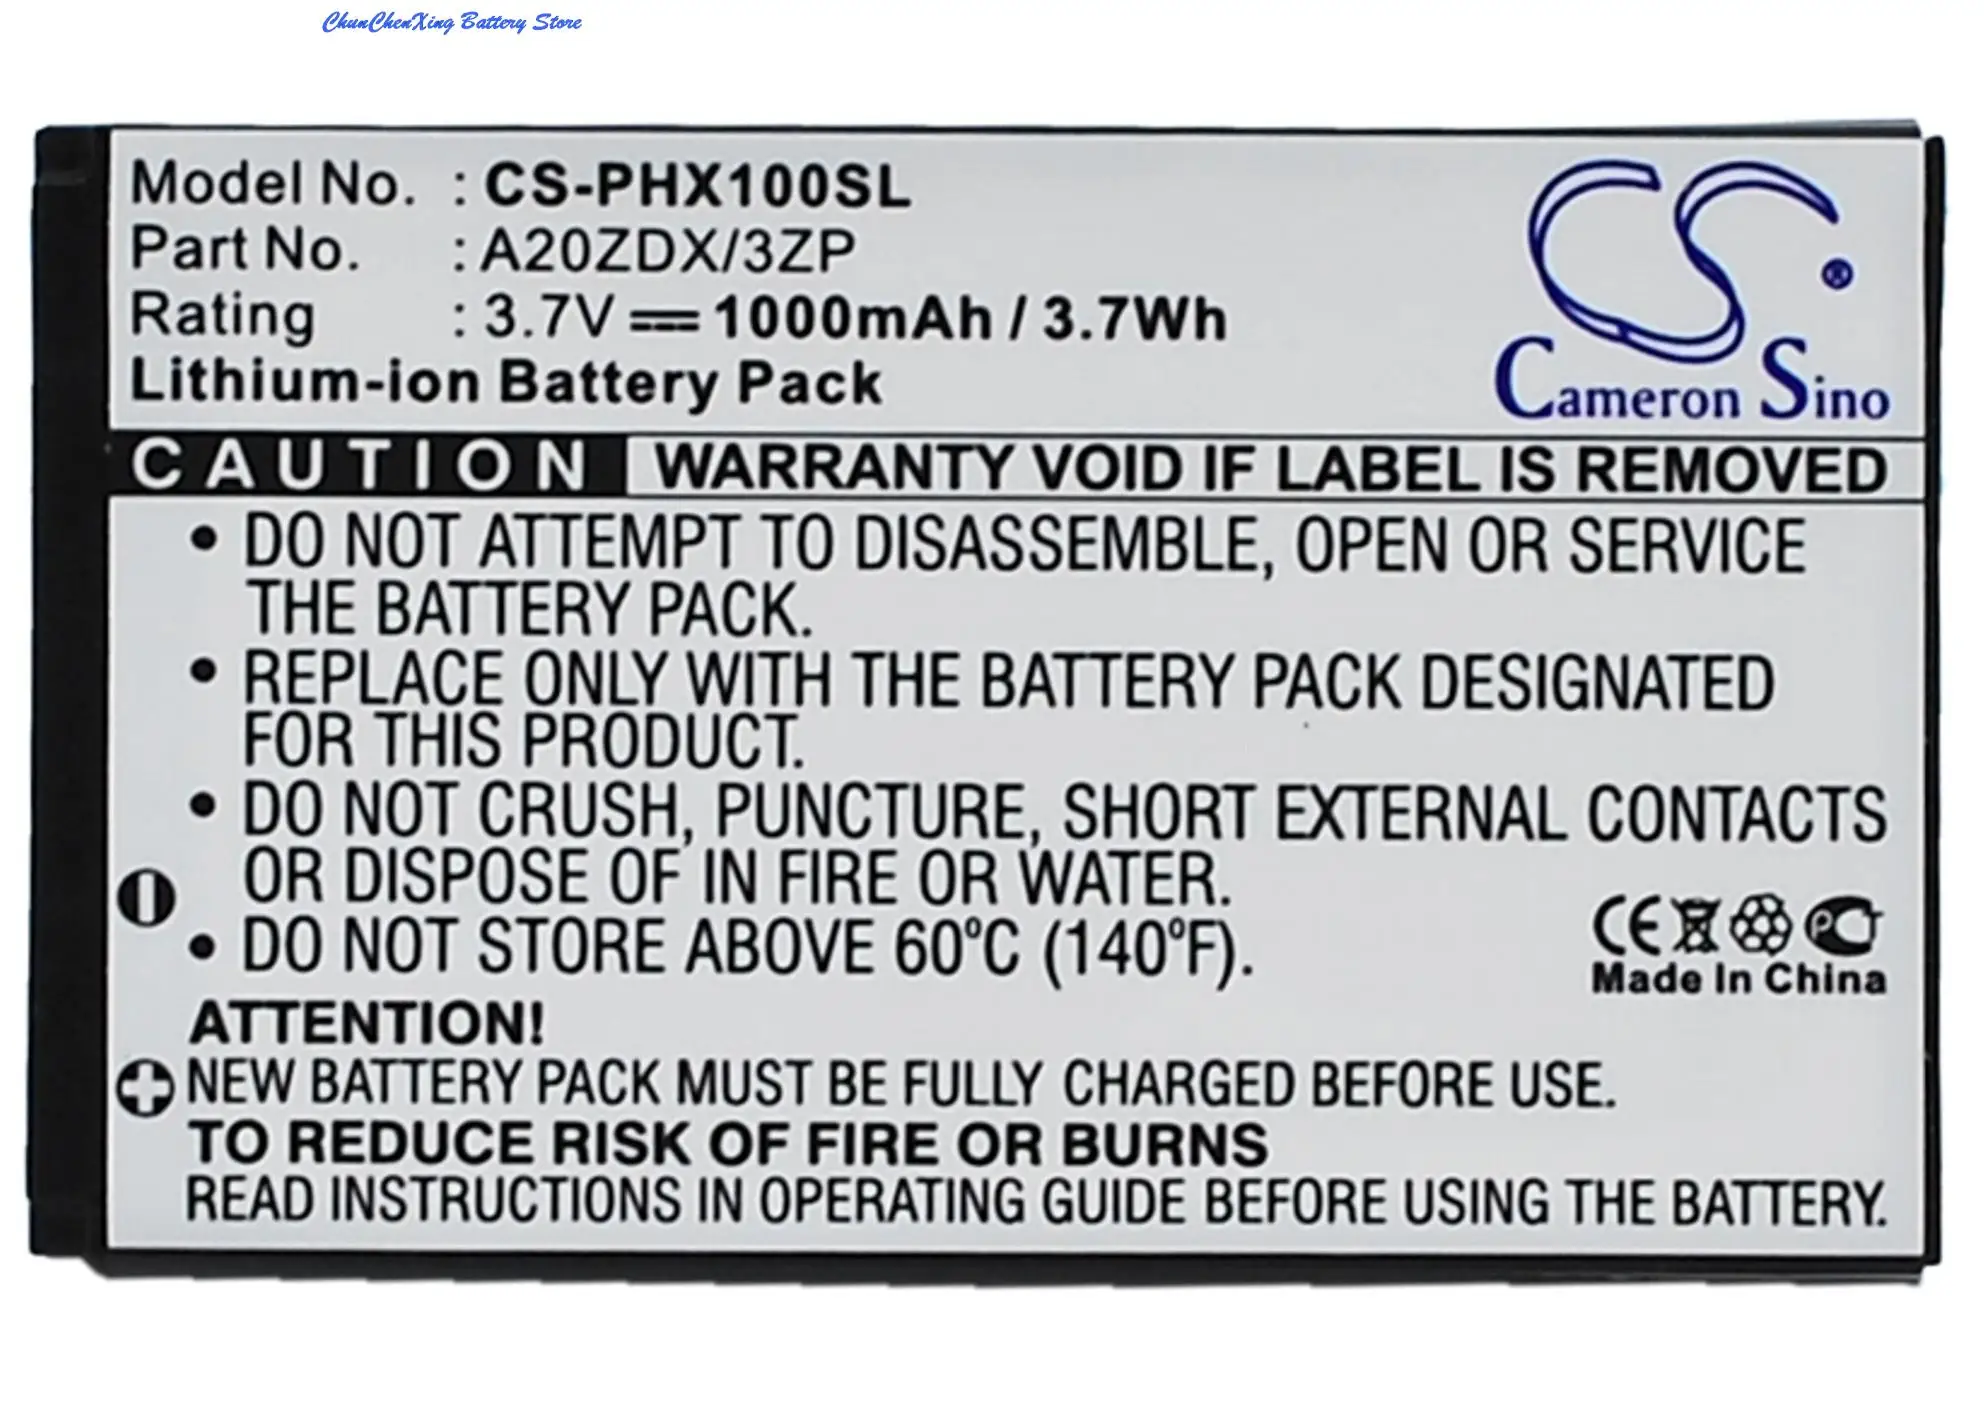 ChunChenXing Battery Store
Model No. : CS-PHX100SL
Part No. : A20ZDX/3ZP
Rating : 3.7V 1000mAh / 3.7Wh
Lithium-ion Battery Pack
CS ®
Cameron Sino
CAUTION WARRANTY VOID IF LABEL IS REMOVED
• DO NOT ATTEMPT TO DISASSEMBLE, OPEN OR SERVICE
THE BATTERY PACK.
• REPLACE ONLY WITH THE BATTERY PACK DESIGNATED
FOR THIS PRODUCT.
• DO NOT CRUSH, PUNCTURE, SHORT EXTERNAL CONTACTS
OR DISPOSE OF IN FIRE OR WATER.
• DO NOT STORE ABOVE 60°C (140°F).
CE PC
Made In China
ATTENTION!
NEW BATTERY PACK MUST BE FULLY CHARGED BEFORE USE.
TO REDUCE RISK OF FIRE OR BURNS
READ INSTRUCTIONS IN OPERATING GUIDE BEFORE USING THE BATTERY.